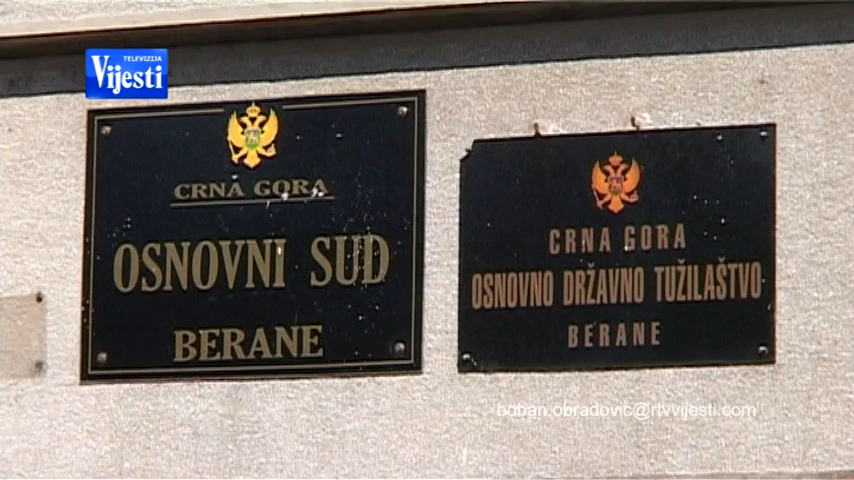 TELEVIZIJA
Vijesti
CRNA GORA
OSNOVNI SUD
BERANE
CRNA GORA
OSNOVNO DRŽAVNO TUŽILAŠTVO
BERANE
boban.obradovic@rtvvijesti.com